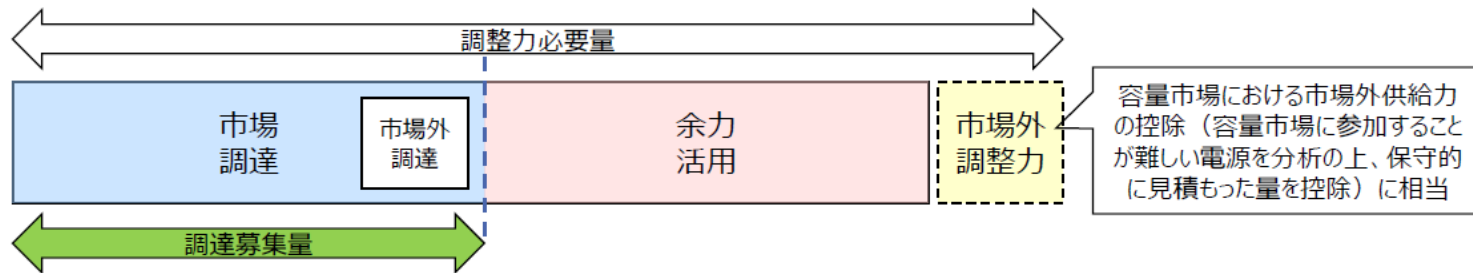 調整力必要量
市場
調達
市場外
調達
余力
活用
市場外
調整力
容量市場における市場外供給力
の控除（容量市場に参加すること
が難しい電源を分析の上、保守的
に見積もった量を控除）に相当
調達募集量